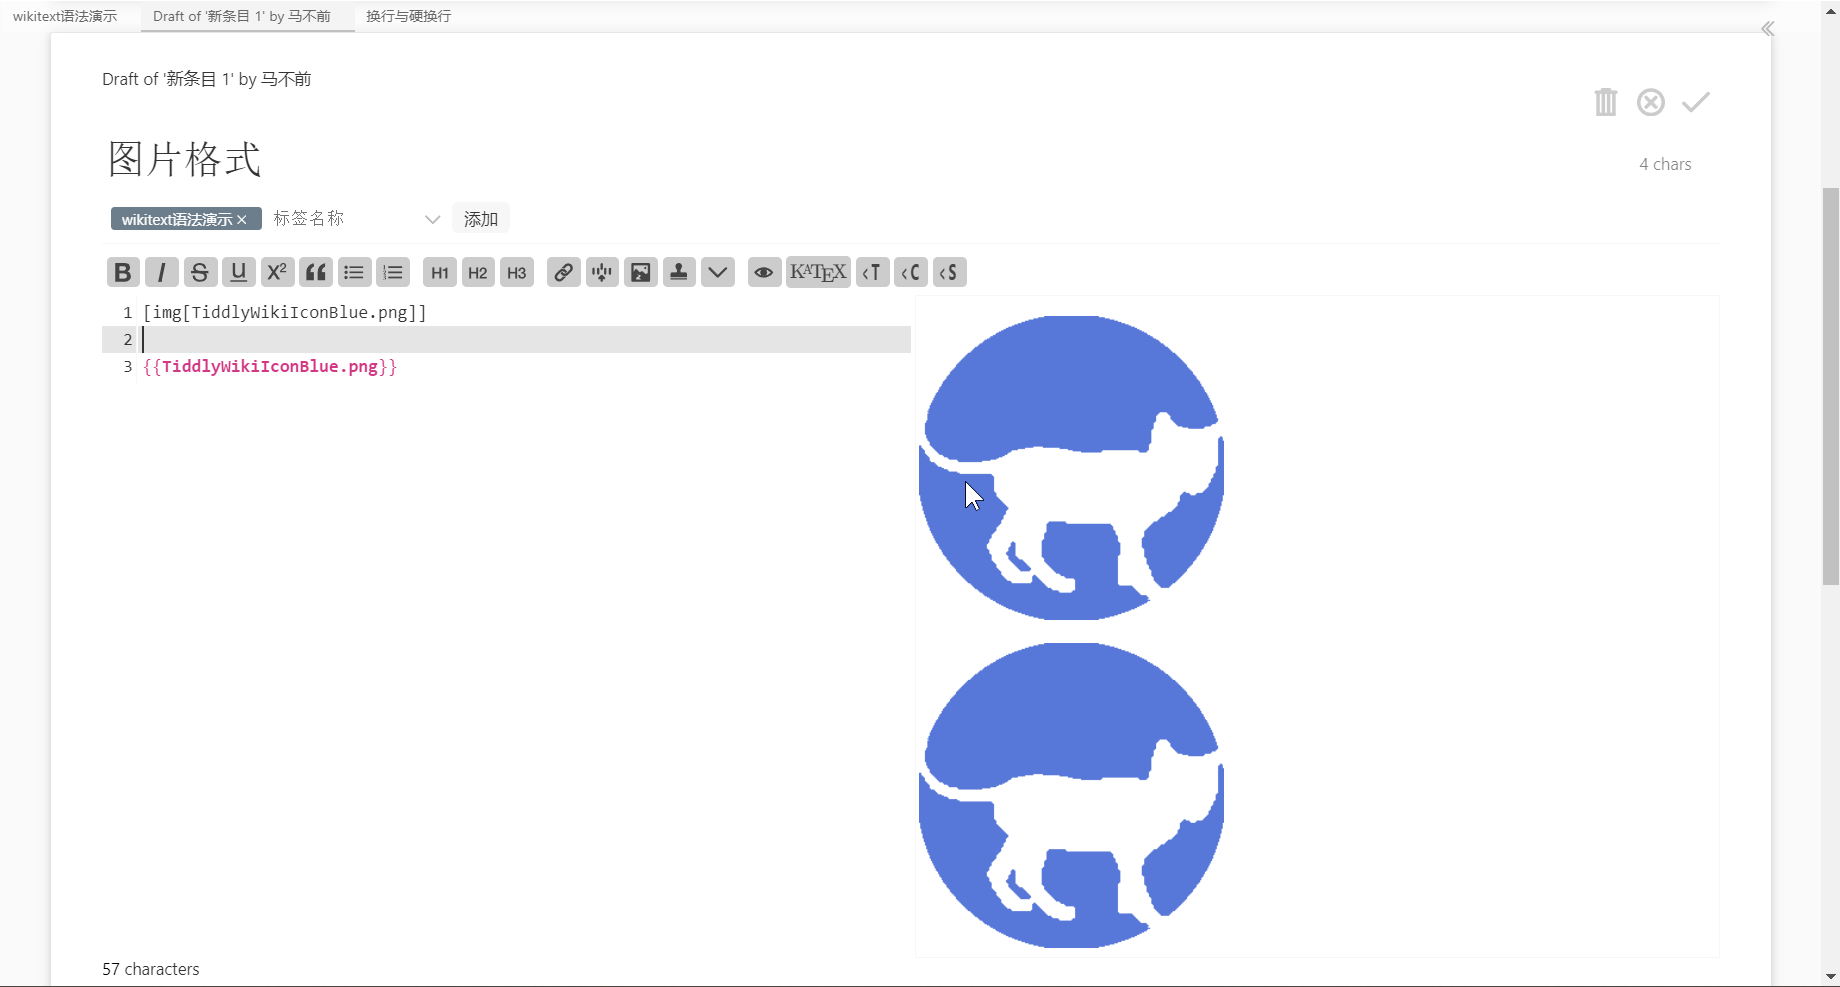 wikitext语法演示 Draft of '新条目 1' by 马不前 换行与硬换行
Draft of '新条目 1' by 马不前
图片格式
4 chars
wikitext语法演示 × 标签名称 添加
B I S U X² H1 H2 H3 KATEX <T <C <S
1 [img[TiddlyWikiIconBlue.png]]
2
3 {{TiddlyWikiIconBlue.png}}
57 characters